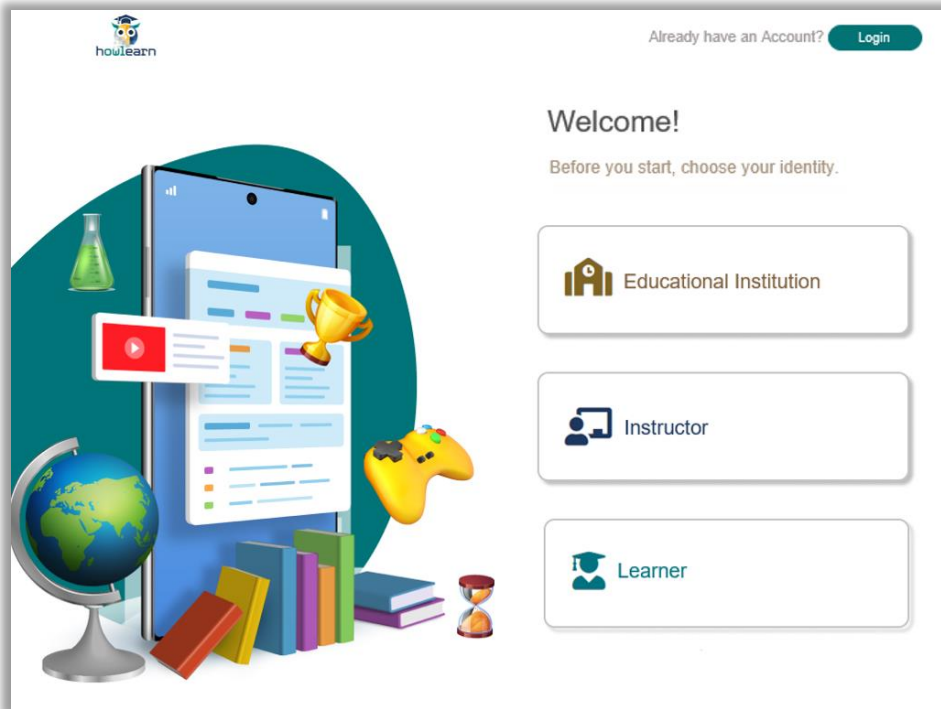 howlearn
Already have an Account? Login
Welcome!
Before you start, choose your identity.
Educational Institution
Instructor
Learner